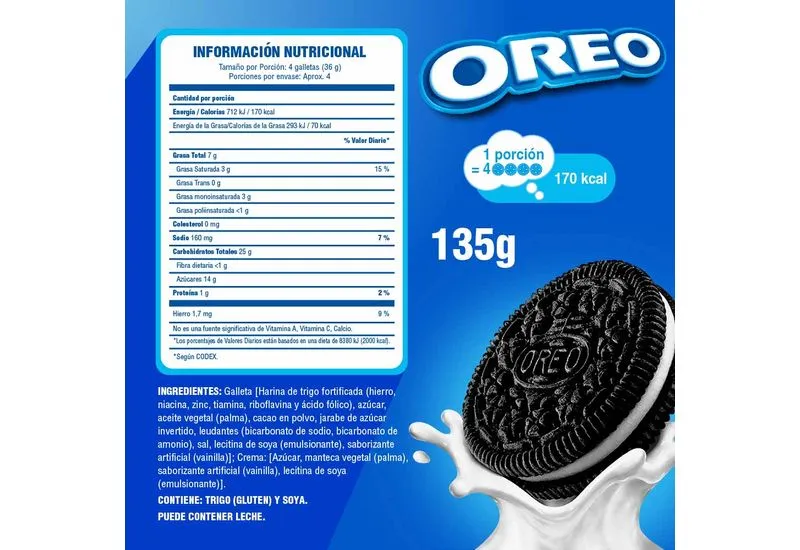 INFORMACIÓN NUTRICIONAL
Tamaño por Porción: 4 galletas (36 g)
Porciones por envase: Aprox. 4
Cantidad por porción
Energía / Calorías 712 kJ / 170 kcal
Energía de la Grasa/Calorías de la Grasa 293 kJ / 70 kcal
% Valor Diario*
Grasa Total 7 g
Grasa Saturada 3 g 15 %
Grasa Trans 0 g
Grasa monoinsaturada 3 g
Grasa poliinsaturada <1 g
Colesterol 0 mg
Sodio 160 mg 7 %
Carbohidratos Totales 25 g
Fibra dietaria <1 g
Azúcares 14 g
Proteína 1 g 2 %
Hierro 1,7 mg 9 %
No es una fuente significativa de Vitamina A, Vitamina C, Calcio.
*Los porcentajes de Valores Diarios están basados en una dieta de 8380 kJ (2000 kcal).
*Según CODEX.
INGREDIENTES: Galleta [Harina de trigo fortificada (hierro,
niacina, zinc, tiamina, riboflavina y ácido fólico), azúcar,
aceite vegetal (palma), cacao en polvo, jarabe de azúcar
invertido, leudantes (bicarbonato de sodio, bicarbonato de
amonio), sal, lecitina de soya (emulsionante), saborizante
artificial (vainilla)]; Crema: [Azúcar, manteca vegetal (palma),
saborizante artificial (vainilla), lecitina de soya
(emulsionante)].
CONTIENE: TRIGO (GLUTEN) Y SOYA.
PUEDE CONTENER LECHE.
OREO
1 porción
= 4
170 kcal
135g
OREO